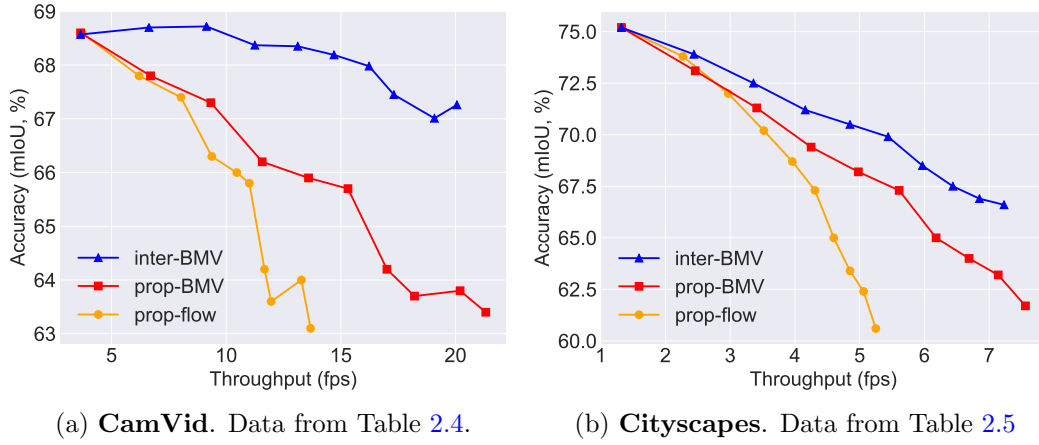 69
68
67
66
65
64
63
Accuracy (mIoU, %)
inter-BMV
prop-BMV
prop-flow
5 10 15 20
Throughput (fps)
75.0
72.5
70.0
67.5
65.0
62.5
60.0
Accuracy (mIoU, %)
inter-BMV
prop-BMV
prop-flow
1 2 3 4 5 6 7
Throughput (fps)
(a) CamVid. Data from Table 2.4.
(b) Cityscapes. Data from Table 2.5